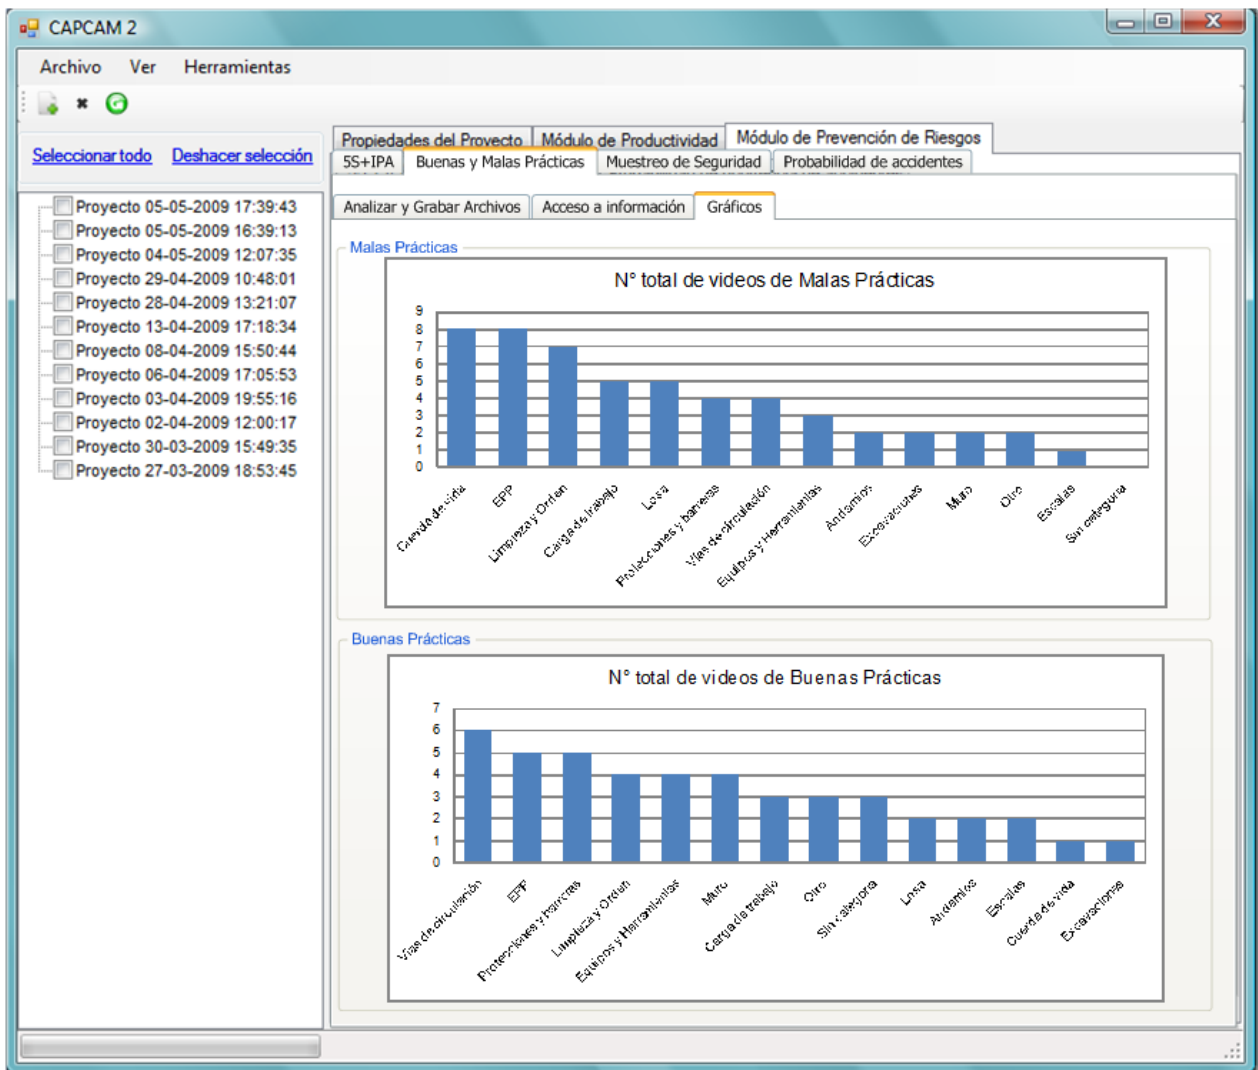 CAPCAM 2
Archivo Ver Herramientas
Seleccionar todo Deshacer selección
Propiedades del Proyecto Módulo de Productividad Módulo de Prevención de Riesgos
5S+IPA Buenas y Malas Prácticas Muestreo de Seguridad Probabilidad de accidentes
Analizar y Grabar Archivos Acceso a información Gráficos
Proyecto 05-05-2009 17:39:43
Proyecto 05-05-2009 16:39:13
Proyecto 04-05-2009 12:07:35
Proyecto 29-04-2009 10:48:01
Proyecto 28-04-2009 13:21:07
Proyecto 13-04-2009 17:18:34
Proyecto 08-04-2009 15:50:44
Proyecto 06-04-2009 17:05:53
Proyecto 03-04-2009 19:55:16
Proyecto 02-04-2009 12:00:17
Proyecto 30-03-2009 15:49:35
Proyecto 27-03-2009 18:53:45
Malas Prácticas
N° total de videos de Malas Prácticas
9
8
7
6
5
4
3
2
1
0
Cuerda de vida
EPP
Limpieza y Orden
Carga de trabajo
Losa
Protecciones y barreras
Vías de circulación
Equipos y Herramientas
Andamios
Excavaciones
Muro
Otro
Escalas
Sin categoría
Buenas Prácticas
N° total de videos de Buenas Prácticas
7
6
5
4
3
2
1
0
Vías de circulación
EPP
Protecciones y barreras
Limpieza y Orden
Equipos y Herramientas
Muro
Carga de trabajo
Otro
Sin categoría
Losa
Andamios
Escalas
Cuerda de vida
Excavaciones